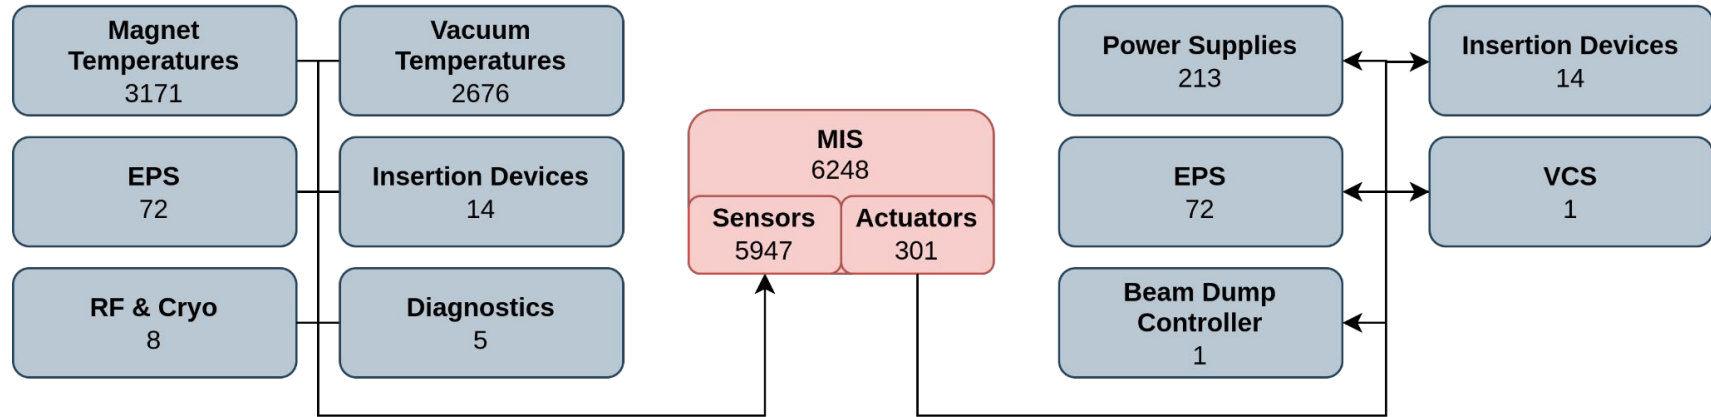 Magnet
Temperatures
3171
Vacuum
Temperatures
2676
EPS
72
Insertion Devices
14
RF & Cryo
8
Diagnostics
5
MIS
6248
Sensors
5947
Actuators
301
Power Supplies
213
Insertion Devices
14
EPS
72
VCS
1
Beam Dump
Controller
1